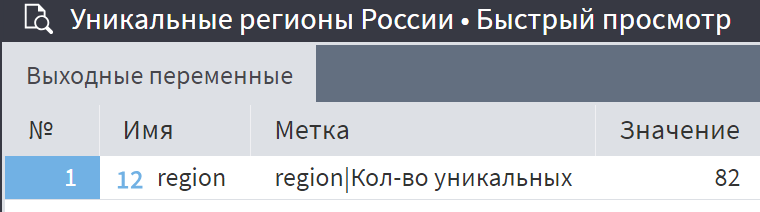 Уникальные регионы России • Быстрый просмотр
Выходные переменные
№ Имя Метка Значение
1 12 region region|Кол-во уникальных 82